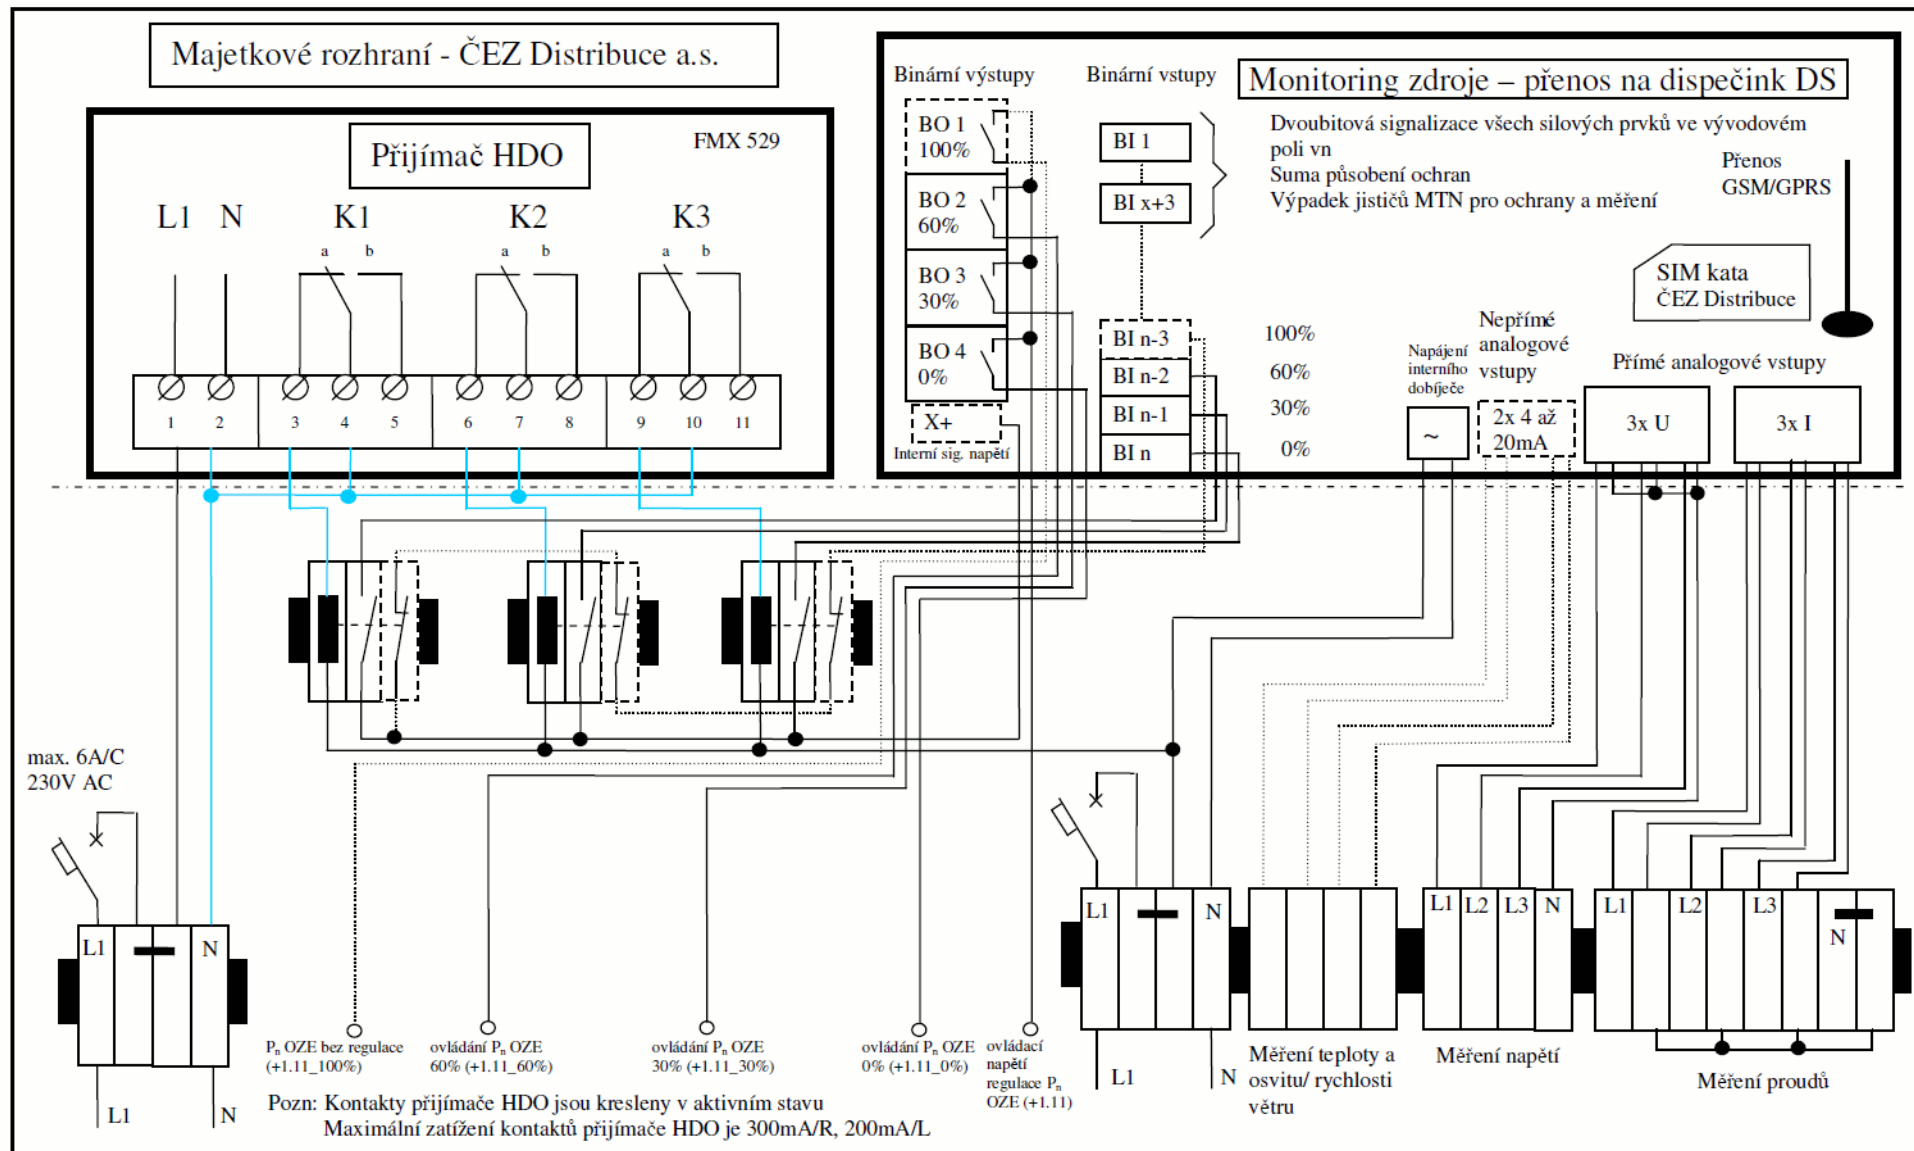 Majetkové rozhraní - ČEZ Distribuce a.s.
Přijímač HDO
FMX 529
L1 N K1 K2 K3
a b a b a b
1 2 3 4 5 6 7 8 9 10 11
Binární výstupy
BO 1
100%
BO 2
60%
BO 3
30%
BO 4
0%
X+
Interní sig. napětí
Binární vstupy
BI 1
BI x+3
BI n-3
BI n-2
BI n-1
BI n
100%
60%
30%
0%
Monitoring zdroje – přenos na dispečink DS
Dvoubitová signalizace všech silových prvků ve vývodovém
poli vn
Suma působení ochran
Výpadek jističů MTN pro ochrany a měření
Přenos
GSM/GPRS
SIM kata
ČEZ Distribuce
Napájení
interního
dobíječe
~
Nepřímé
analogové
vstupy
2x 4 až
20mA
Přímé analogové vstupy
3x U
3x I
max. 6A/C
230V AC
L1 N
L1 N
Pn OZE bez regulace
(+1.11_100%)
ovládání Pn OZE
60% (+1.11_60%)
ovládání Pn OZE
30% (+1.11_30%)
ovládání Pn OZE
0% (+1.11_0%)
ovládací
napětí
regulace Pn
OZE (+1.11)
L1 N
L1 N
Měření teploty a
osvitu/ rychlosti
větru
L1 L2 L3 N
Měření napětí
L1 L2 L3 N
Měření proudů
Pozn: Kontakty přijímače HDO jsou kresleny v aktivním stavu
Maximální zatížení kontaktů přijímače HDO je 300mA/R, 200mA/L